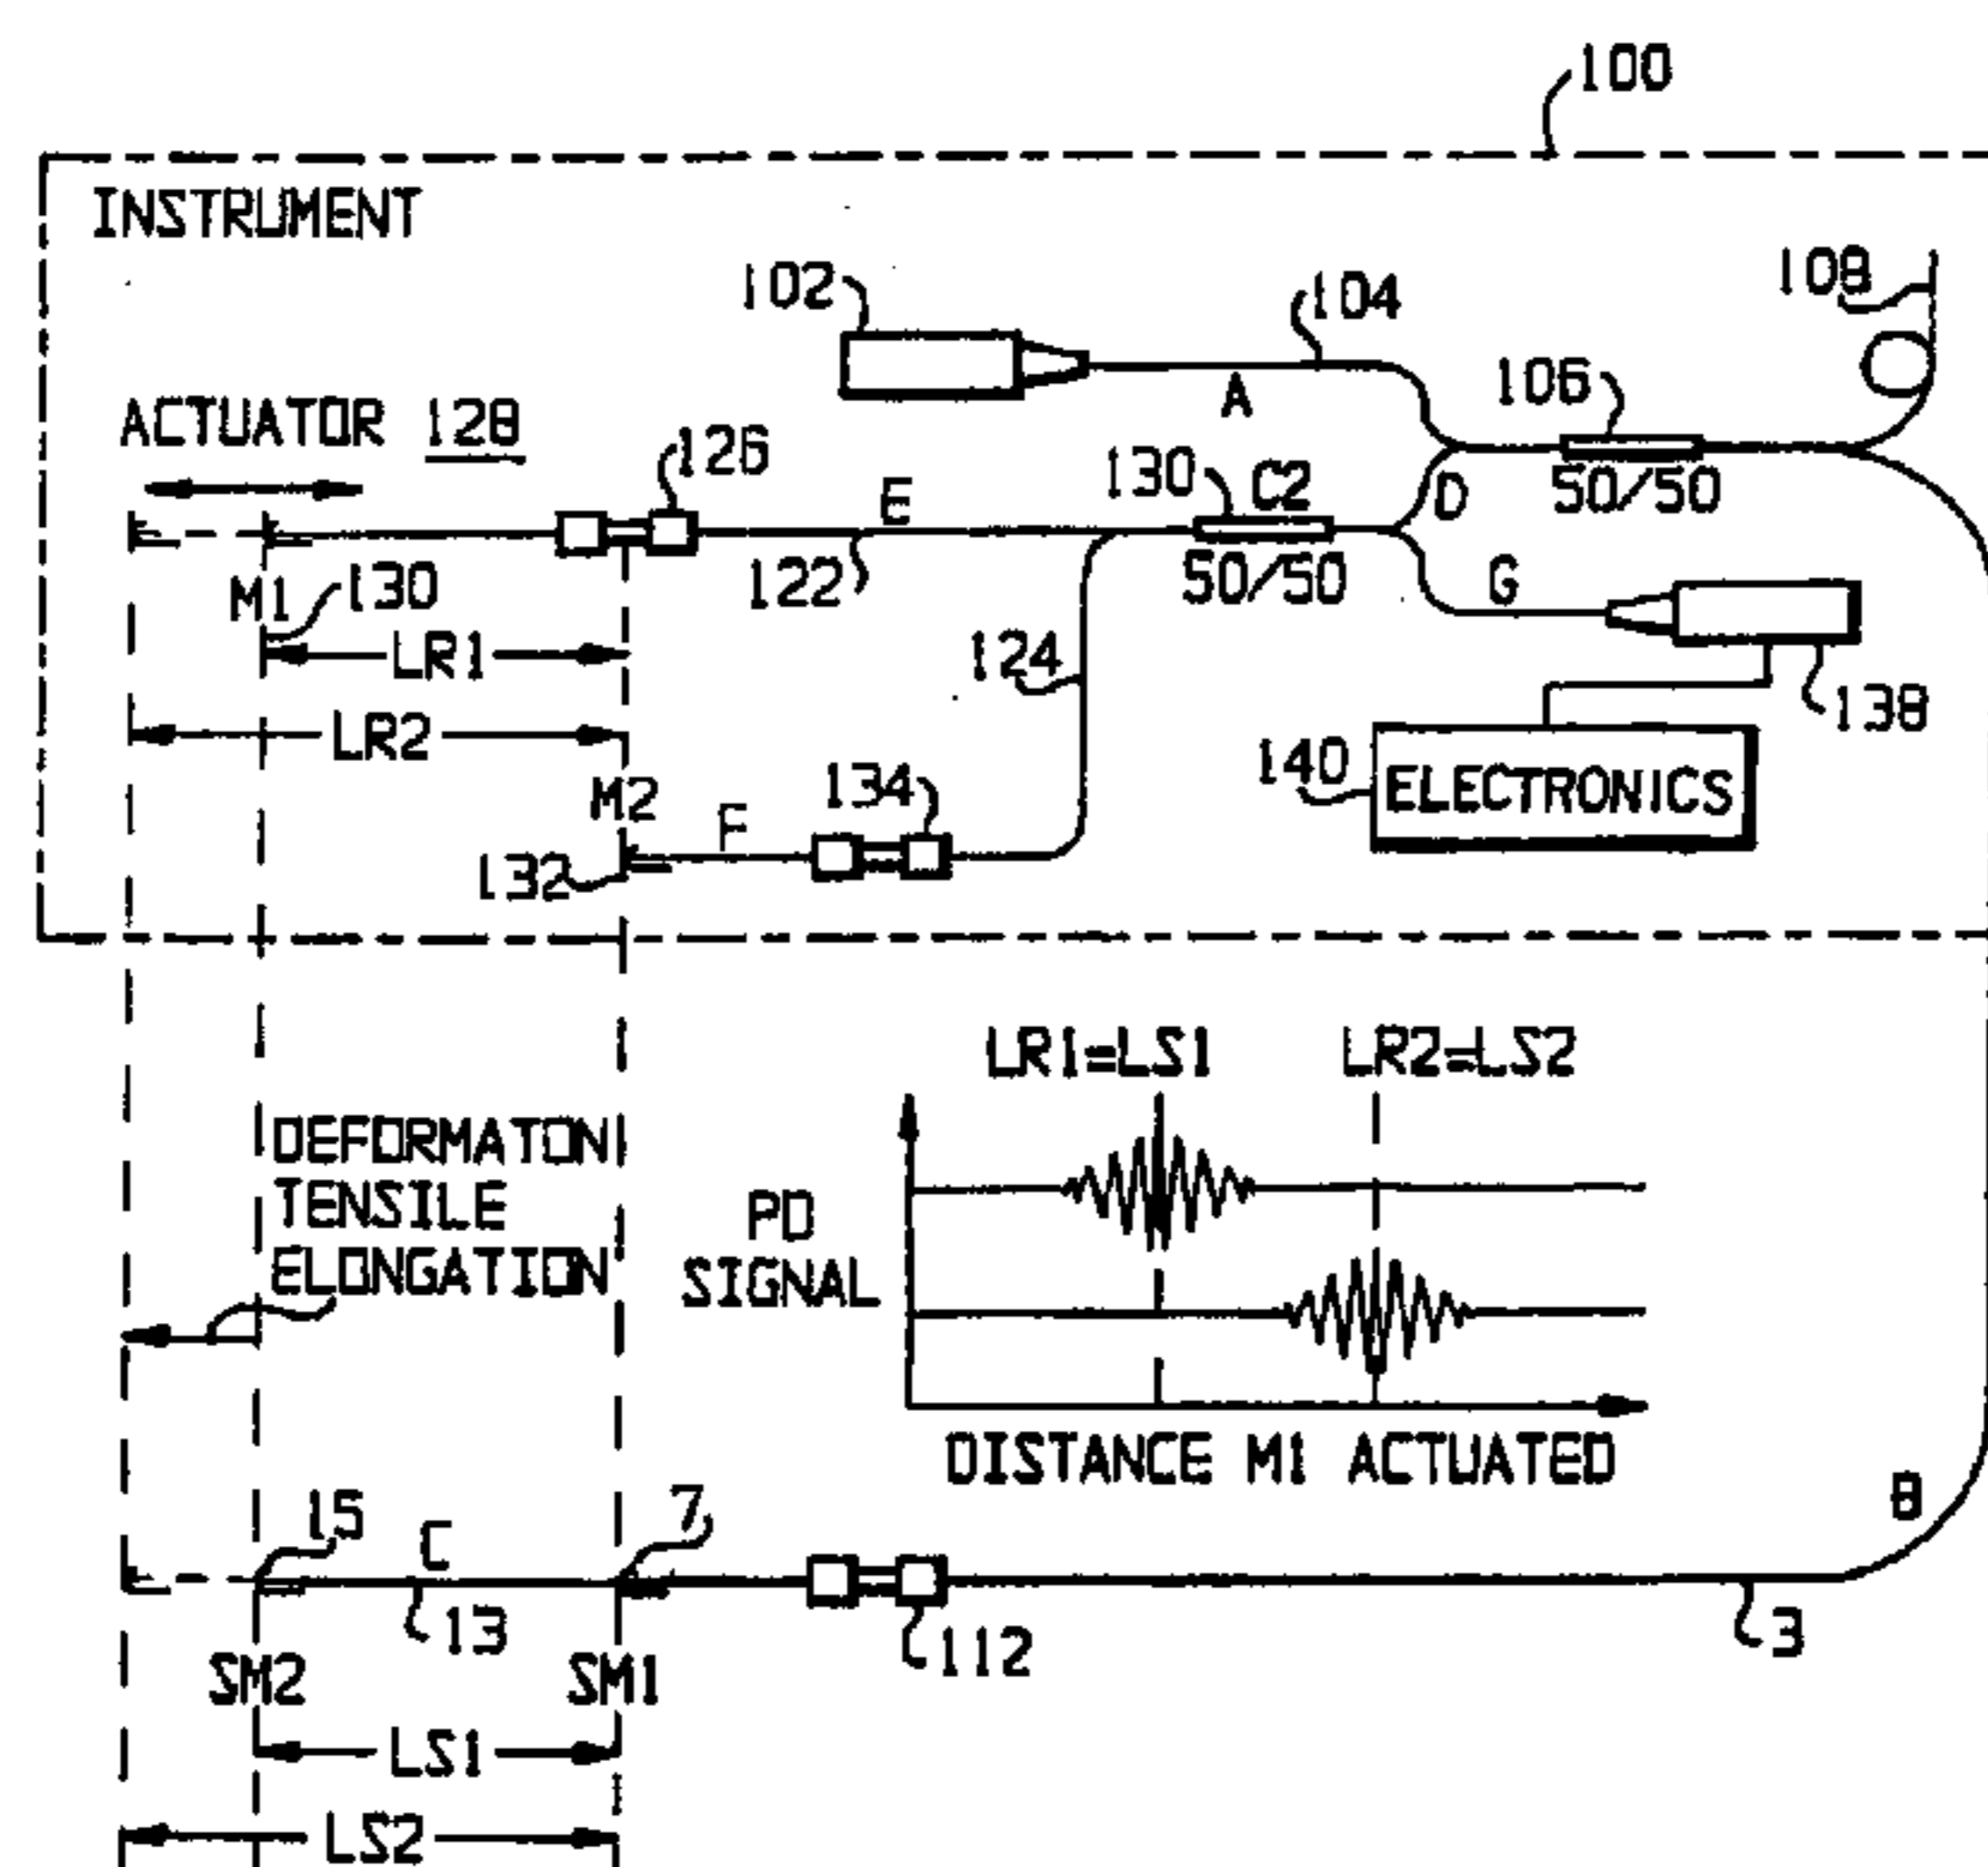 100
INSTRUMENT
102
104
108
A
106
ACTUATOR 128
126
E
130 C2
D
50/50
122
50/50
G
M1 130
LR1
124
138
LR2
140 ELECTRONICS
M2
F
134
132
LR1=LS1 LR2=LS2
DEFORMATON
TENSILE
ELONGATION
PD
SIGNAL
DISTANCE M1 ACTUATED
B
15
C
7
13
112
3
SM2
SM1
LS1
LS2